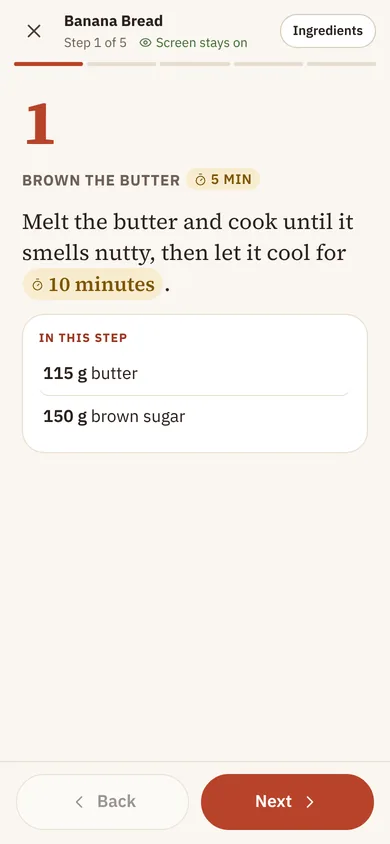 Banana Bread
Step 1 of 5 Screen stays on
Ingredients
1
BROWN THE BUTTER 5 MIN
Melt the butter and cook until it
smells nutty, then let it cool for
10 minutes.
IN THIS STEP
115 g butter
150 g brown sugar
Back
Next